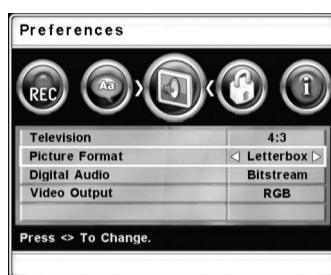 Preferences
REC
Aa
i
Television 4:3
Picture Format Letterbox
Digital Audio Bitstream
Video Output RGB
Press <> To Change.